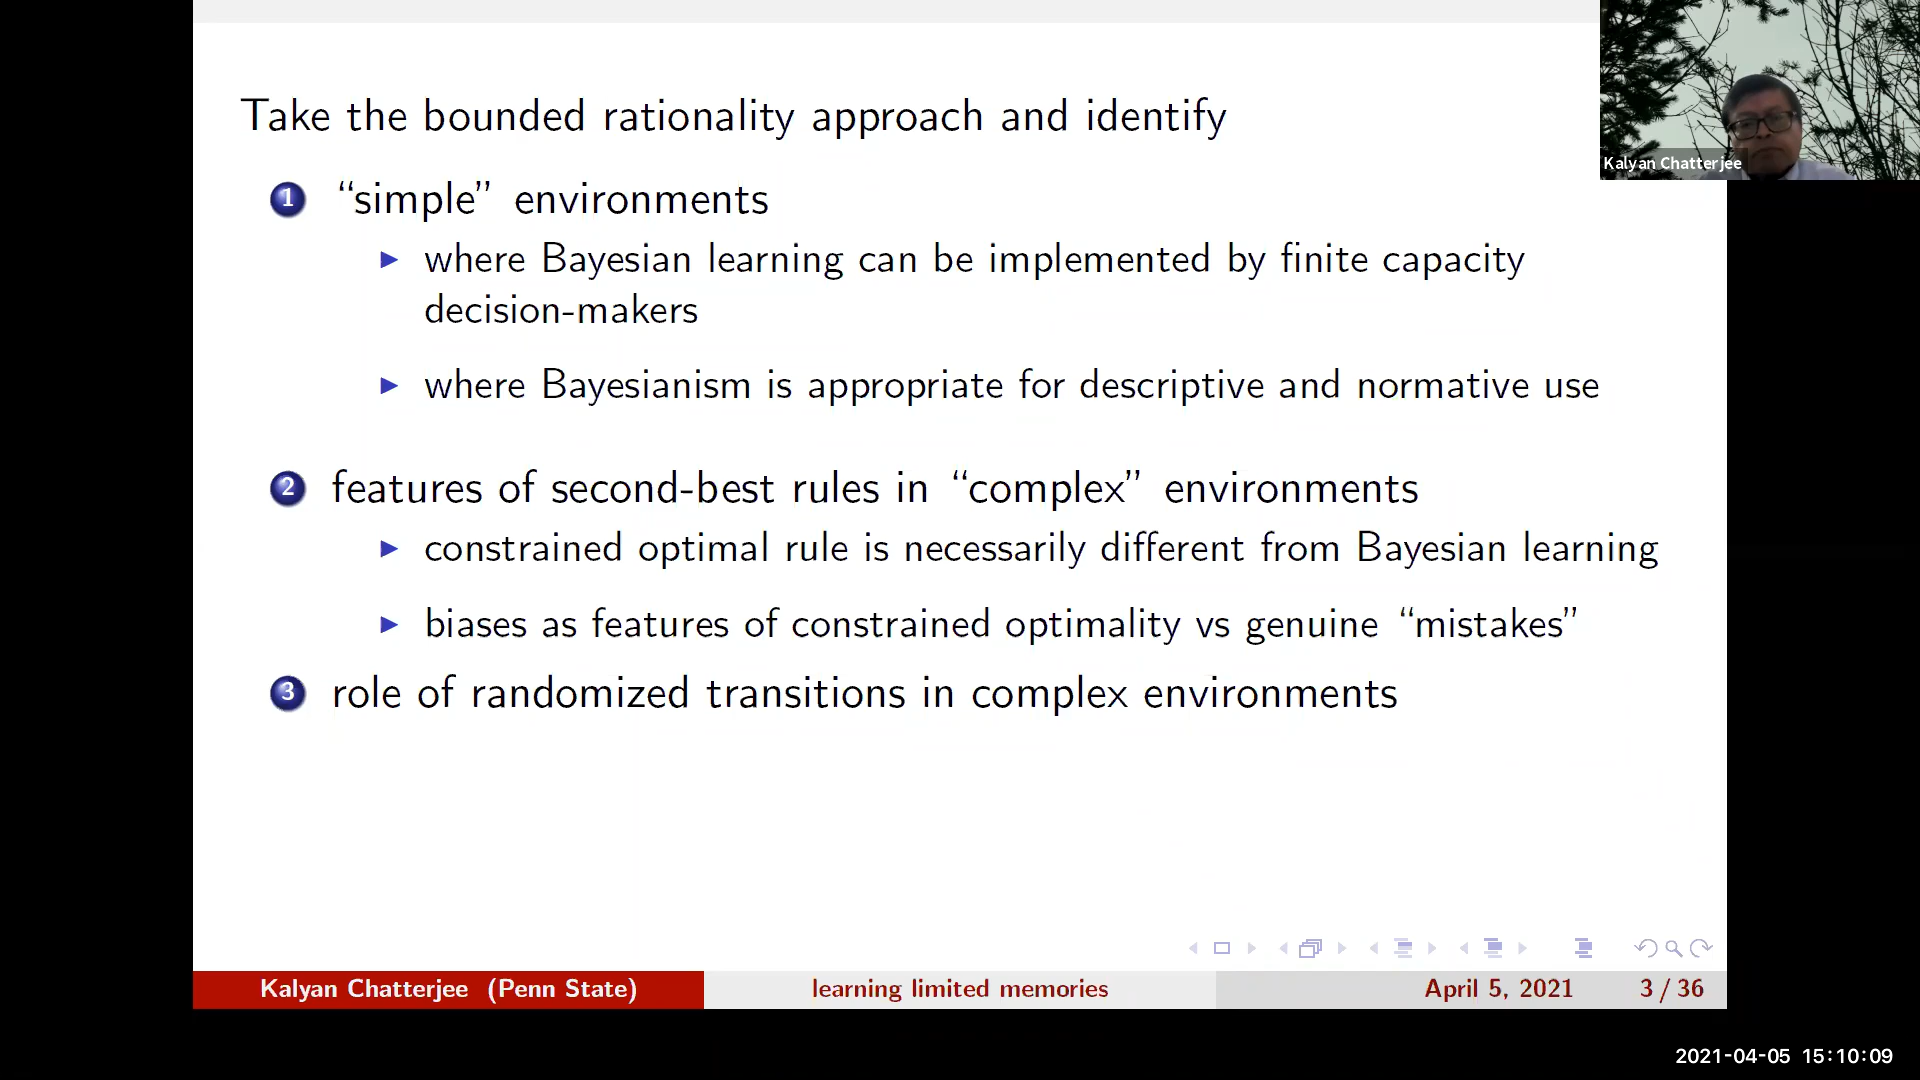 Take the bounded rationality approach and identify
Kalyan Chatterjee
1 “simple” environments
▶ where Bayesian learning can be implemented by finite capacity
decision-makers
▶ where Bayesianism is appropriate for descriptive and normative use
2 features of second-best rules in “complex” environments
▶ constrained optimal rule is necessarily different from Bayesian learning
▶ biases as features of constrained optimality vs genuine “mistakes”
3 role of randomized transitions in complex environments
Kalyan Chatterjee (Penn State) learning limited memories April 5, 2021 3 / 36
2021-04-05 15:10:09